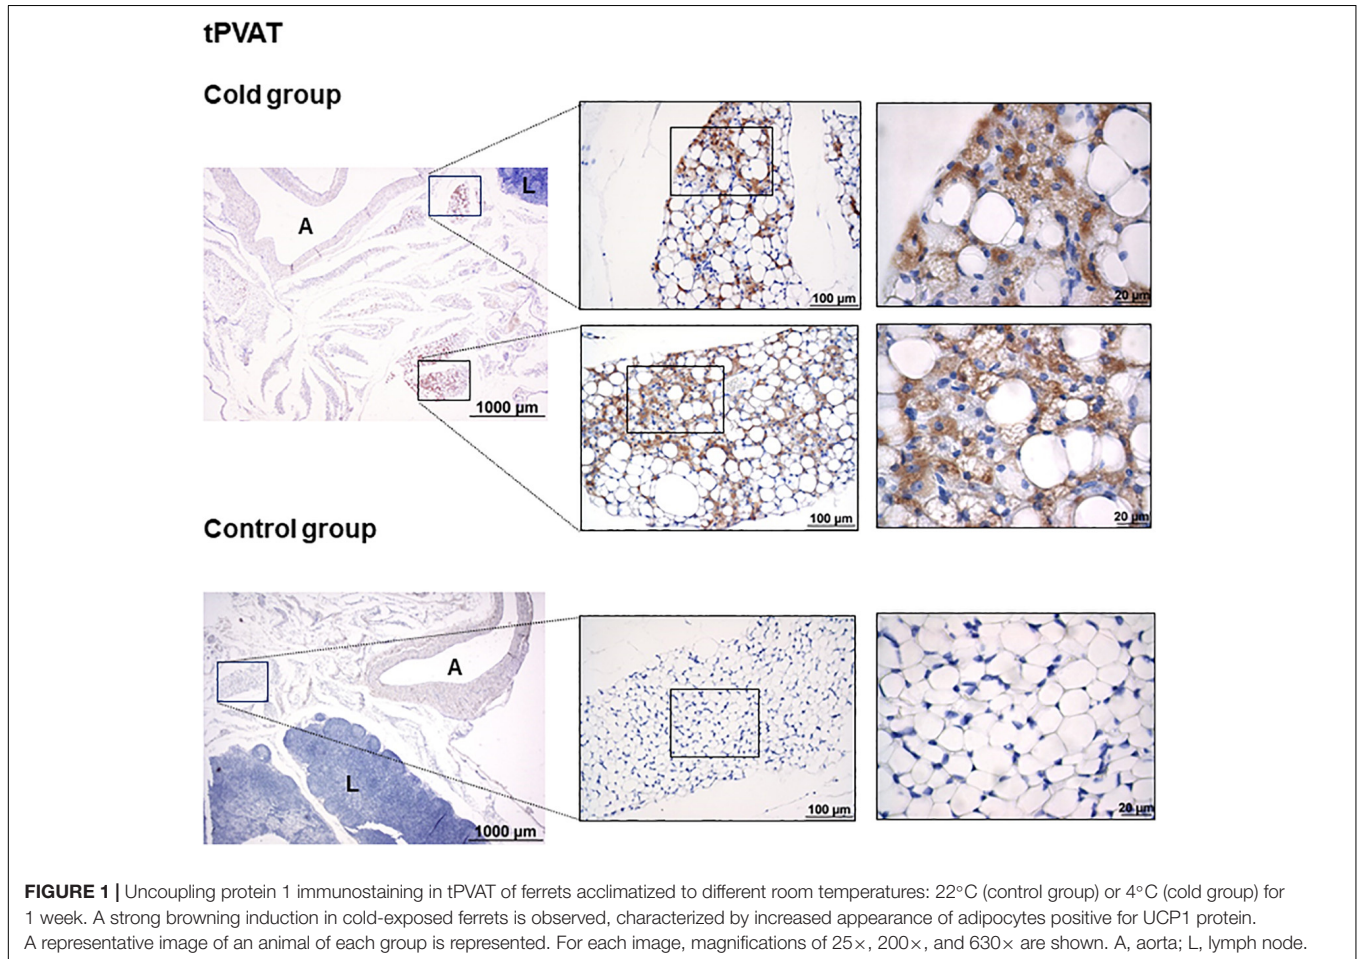 tPVAT
Cold group
L
A
1000 µm
100 µm
20 µm
100 µm
20 µm
Control group
A
L
1000 µm
100 µm
20 µm
FIGURE 1 | Uncoupling protein 1 immunostaining in tPVAT of ferrets acclimatized to different room temperatures: 22°C (control group) or 4°C (cold group) for
1 week. A strong browning induction in cold-exposed ferrets is observed, characterized by increased appearance of adipocytes positive for UCP1 protein.
A representative image of an animal of each group is represented. For each image, magnifications of 25×, 200×, and 630× are shown. A, aorta; L, lymph node.